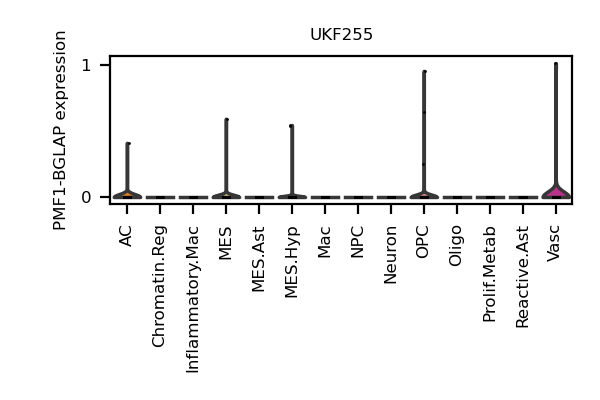 UKF255
PMF1-BGLAP expression
1
0
AC
Chromatin.Reg
Inflammatory.Mac
MES
MES.Ast
MES.Hyp
Mac
NPC
Neuron
OPC
Oligo
Prolif.Metab
Reactive.Ast
Vasc